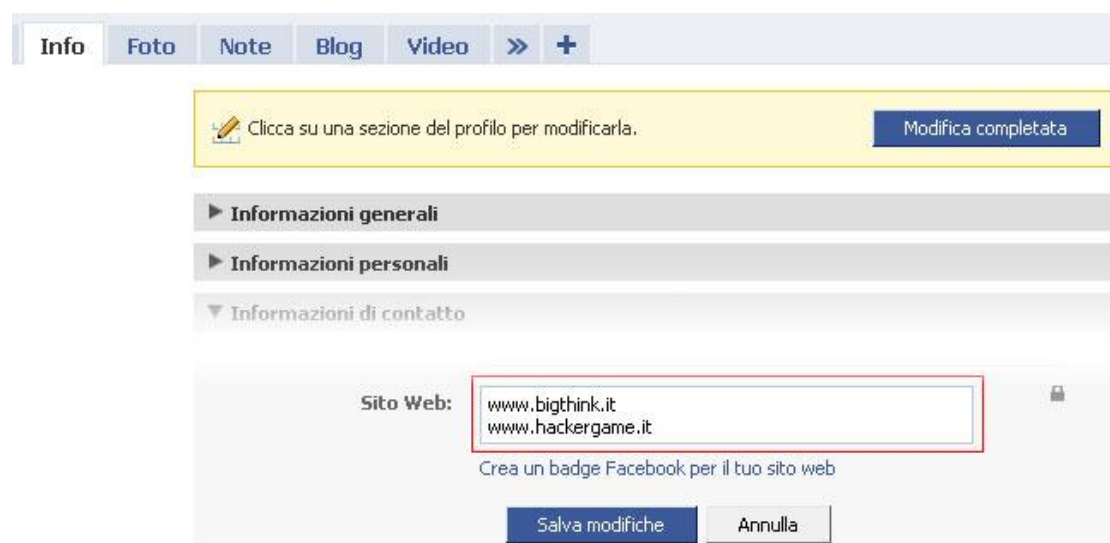 Info Foto Note Blog Video » +
Clicca su una sezione del profilo per modificarla. Modifica completata
Informazioni generali
Informazioni personali
Informazioni di contatto
Sito Web: www.bigthink.it
www.hackergame.it
Crea un badge Facebook per il tuo sito web
Salva modifiche Annulla